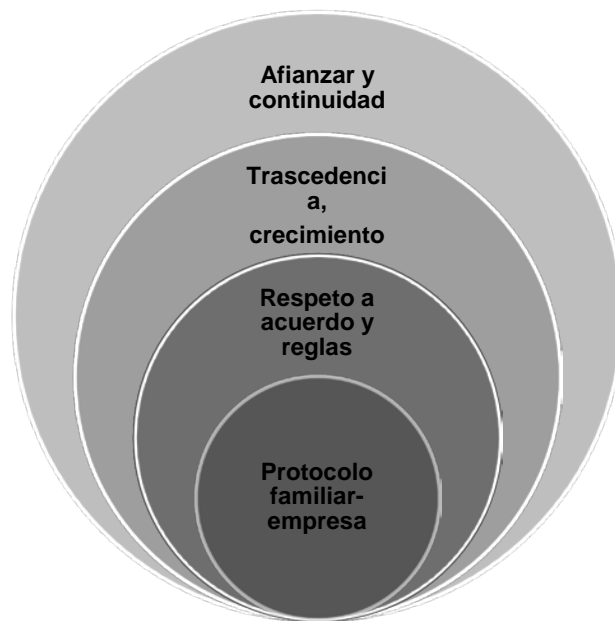 Afianzar y
continuidad
Trascedenci
a,
crecimiento
Respeto a
acuerdo y
reglas
Protocolo
familiar-
empresa